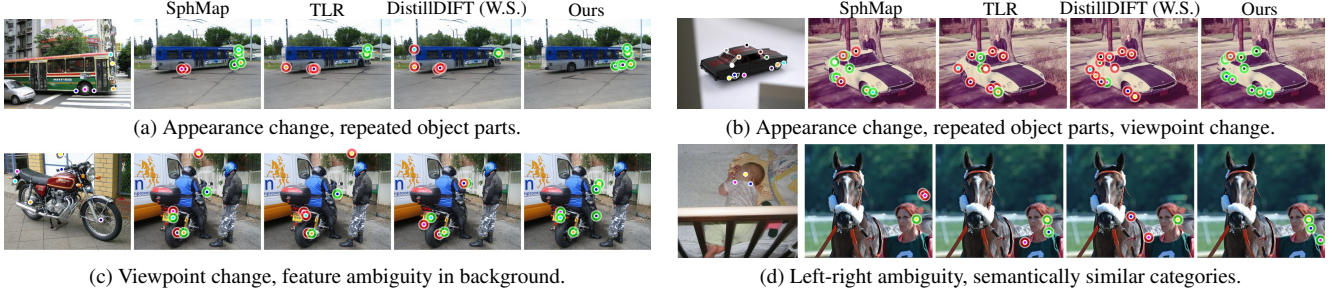 SphMap TLR DistillDIFT (W.S.) Ours
(a) Appearance change, repeated object parts.
SphMap TLR DistillDIFT (W.S.) Ours
(b) Appearance change, repeated object parts, viewpoint change.
(c) Viewpoint change, feature ambiguity in background.
(d) Left-right ambiguity, semantically similar categories.